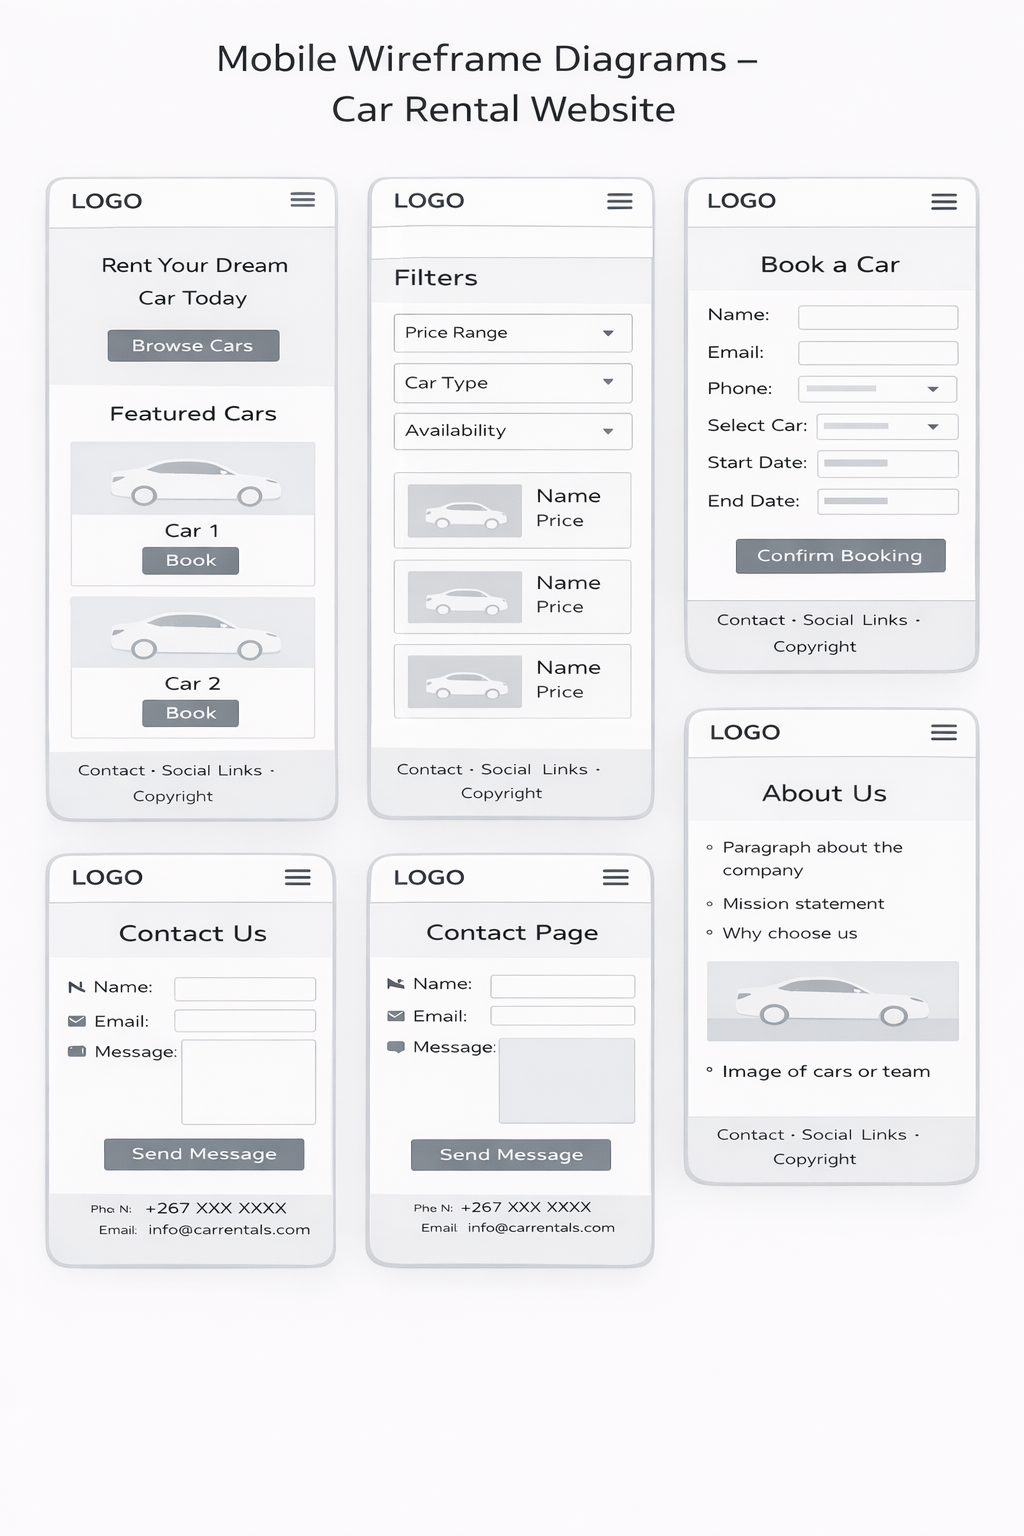 Mobile Wireframe Diagrams –
Car Rental Website
LOGO
Rent Your Dream
Car Today
Browse Cars
Featured Cars
Car 1
Book
Car 2
Book
Contact · Social Links ·
Copyright
LOGO
Filters
Price Range
Car Type
Availability
Name
Price
Name
Price
Name
Price
Contact · Social Links ·
Copyright
LOGO
Book a Car
Name:
Email:
Phone:
Select Car:
Start Date:
End Date:
Confirm Booking
Contact · Social Links ·
Copyright
LOGO
About Us
◦ Paragraph about the
company
◦ Mission statement
◦ Why choose us
◦ Image of cars or team
Contact · Social Links ·
Copyright
LOGO
Contact Us
Name:
Email:
Message:
Send Message
N: +267 XXX XXXX
Email: info@carrentals.com
LOGO
Contact Page
Name:
Email:
Message:
Send Message
N: +267 XXX XXXX
Email info@carrentals.com